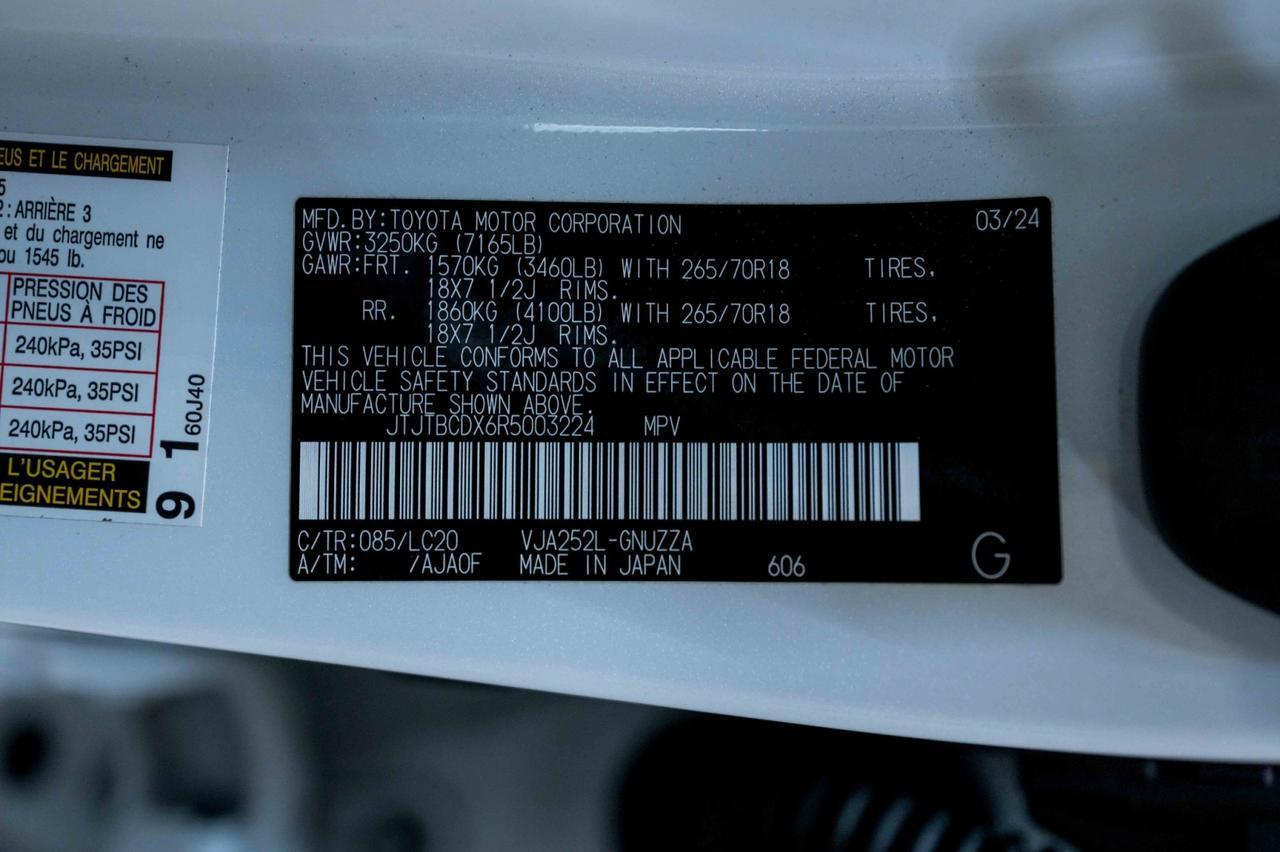 EUS ET LE CHARGEMENT
5
2: ARRIÈRE 3
et du chargement ne
ou 1545 lb.
PRESSION DES
PNEUS À FROID
240kPa, 35PSI
240kPa, 35PSI
240kPa, 35PSI
L'USAGER
EIGNEMENTS
9 1 60J40
MFD.BY:TOYOTA MOTOR CORPORATION 03/24
GVWR:3250KG (7165LB)
GAWR:FRT. 1570KG (3460LB) WITH 265/70R18 TIRES,
18X7 1/2J RIMS.
RR. 1860KG (4100LB) WITH 265/70R18 TIRES,
18X7 1/2J RIMS.
THIS VEHICLE CONFORMS TO ALL APPLICABLE FEDERAL MOTOR
VEHICLE SAFETY STANDARDS IN EFFECT ON THE DATE OF
MANUFACTURE SHOWN ABOVE.
JTJTBCDX6R5003224 MPV
C/TR:085/LC20 VJA252L-GNUZZA
A/TM: /AJA0F MADE IN JAPAN 606 G